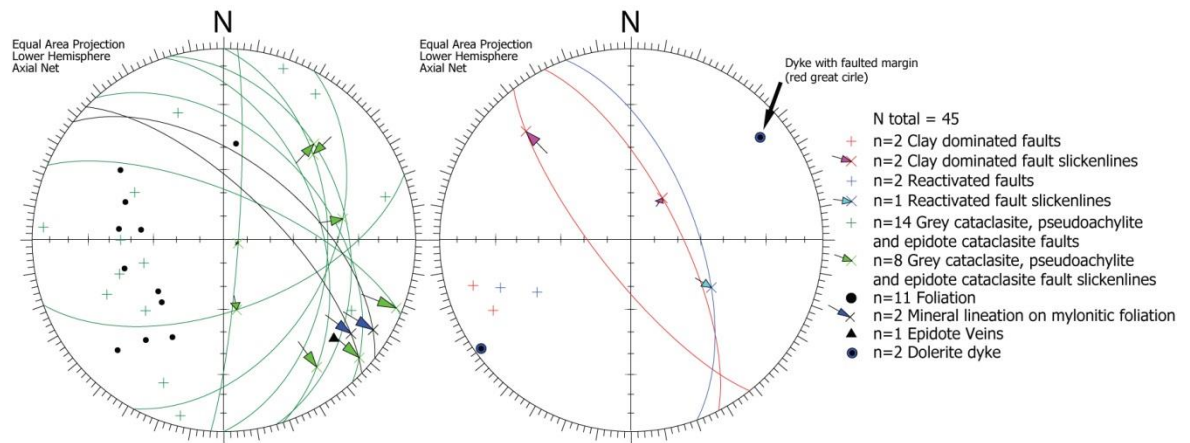 N
Equal Area Projection
Lower Hemisphere
Axial Net
N
Equal Area Projection
Lower Hemisphere
Axial Net
Dyke with faulted margin
(red great cirle)
N total = 45
n=2 Clay dominated faults
n=2 Clay dominated fault slickenlines
n=2 Reactivated faults
n=1 Reactivated fault slickenlines
n=14 Grey cataclasite, pseudoachylite
and epidote cataclasite faults
n=8 Grey cataclasite, pseudoachylite
and epidote cataclasite fault slickenlines
n=11 Foliation
n=2 Mineral lineation on mylonitic foliation
n=1 Epidote Veins
n=2 Dolerite dyke